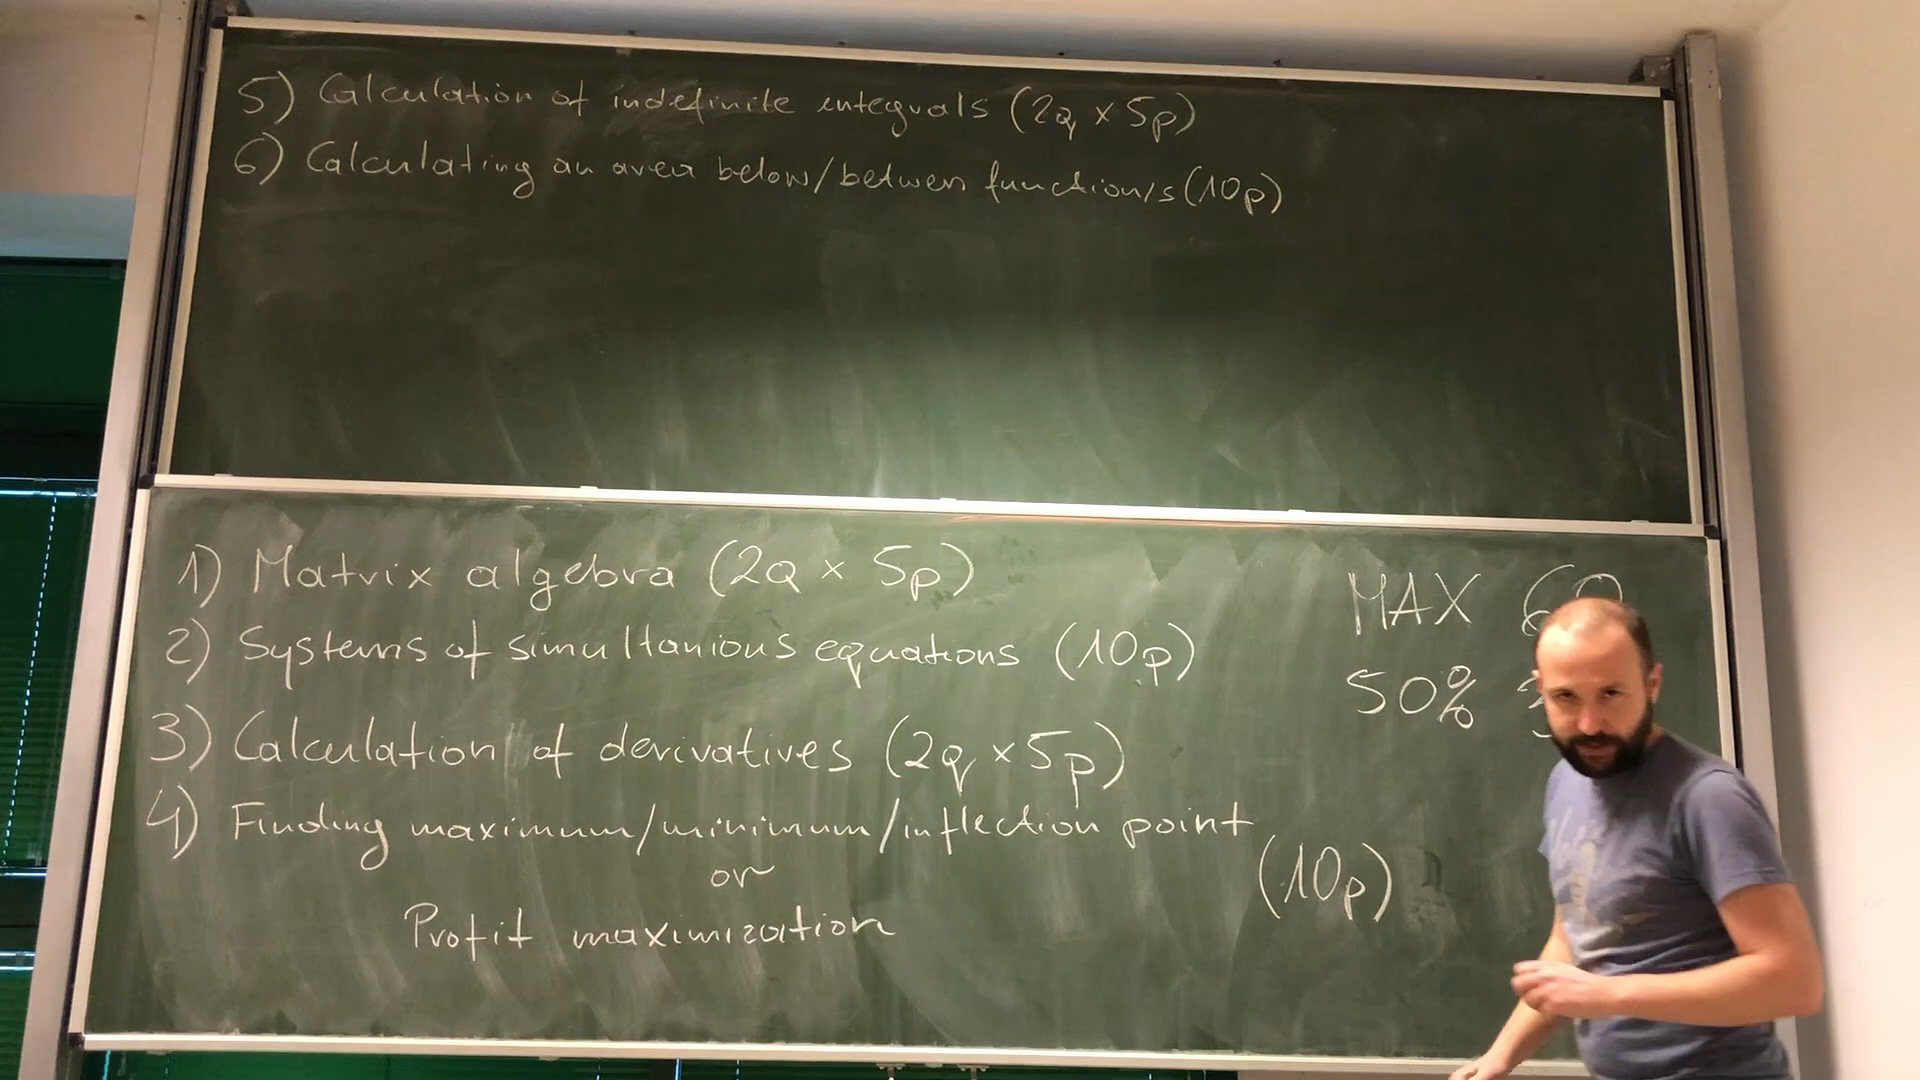 5) Calculation of indefinite integrals (2q x 5p)
6) Calculating an area below/betwen function/s (10p)
1) Matrix algebra (2Q x 5p)
2) Systems of simultanious equations (10p)
3) Calculation of derivatives (2q x 5p)
4) Finding maximum/minimum/inflection point
or
Profit maximization
(10p)
MAX 60
50%